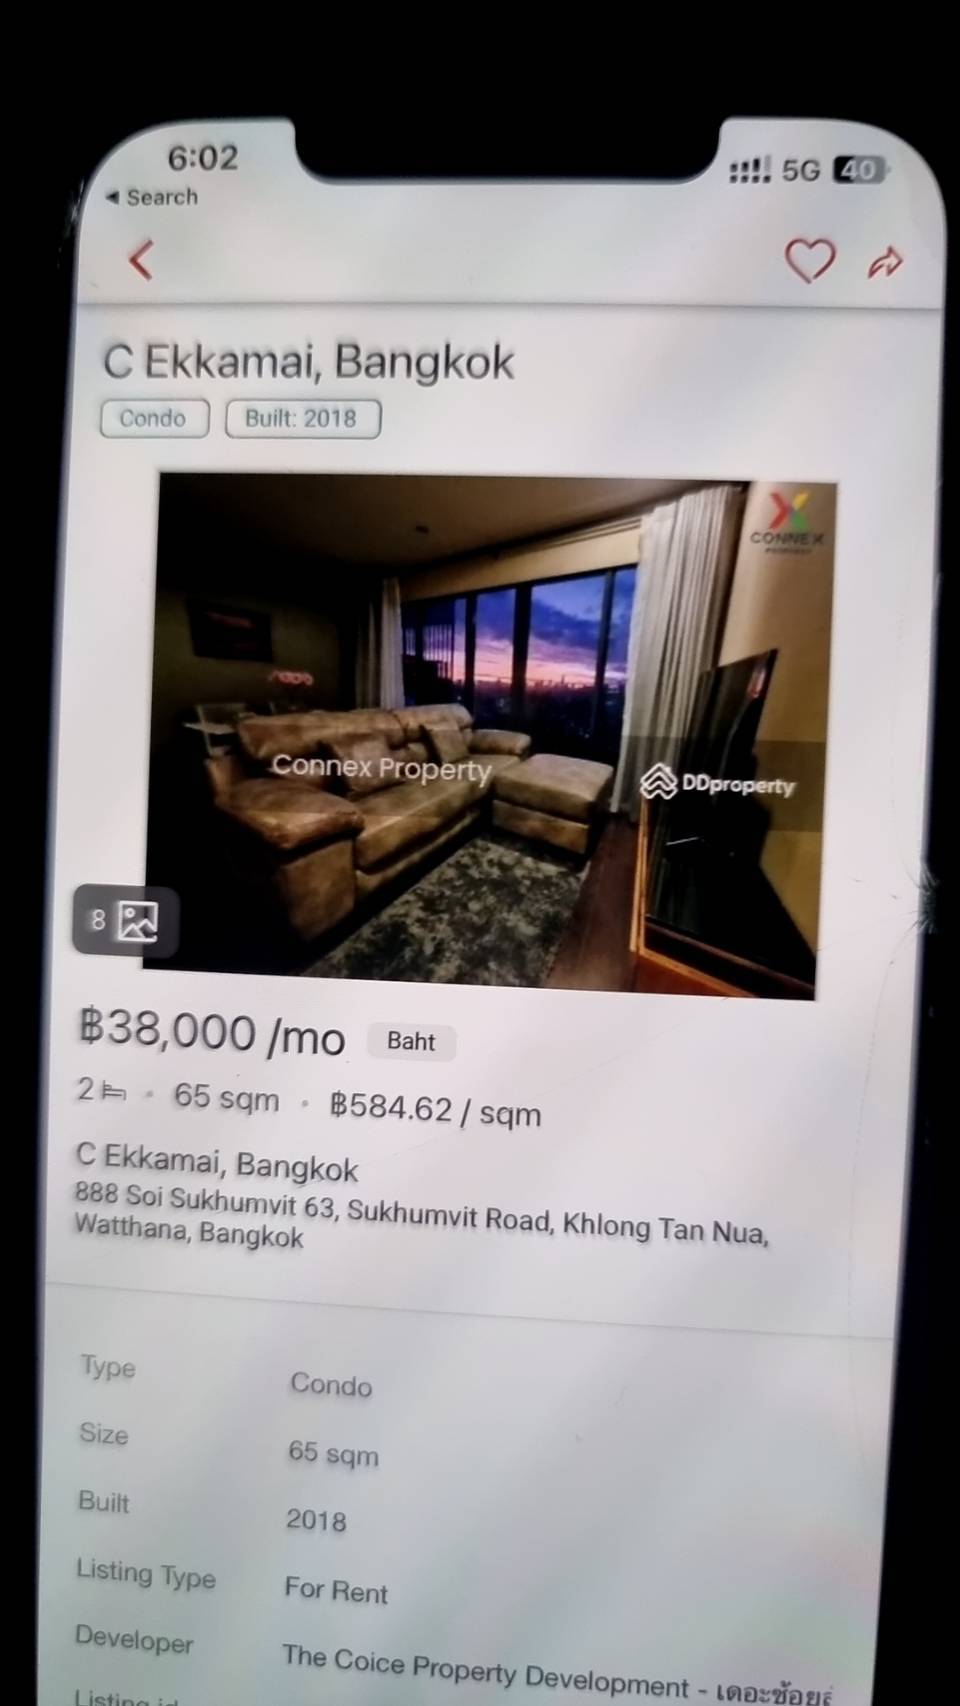 6:02
5G 40
Search
C Ekkamai, Bangkok
Condo Built: 2018
CONNEX
PROPERTY
Connex Property
DDproperty
8
฿38,000 /mo Baht
2 • 65 sqm • ฿584.62 / sqm
C Ekkamai, Bangkok
888 Soi Sukhumvit 63, Sukhumvit Road, Khlong Tan Nua,
Watthana, Bangkok
Type Condo
Size 65 sqm
Built 2018
Listing Type For Rent
Developer The Coice Property Development - เดอะช้อย
Listing id